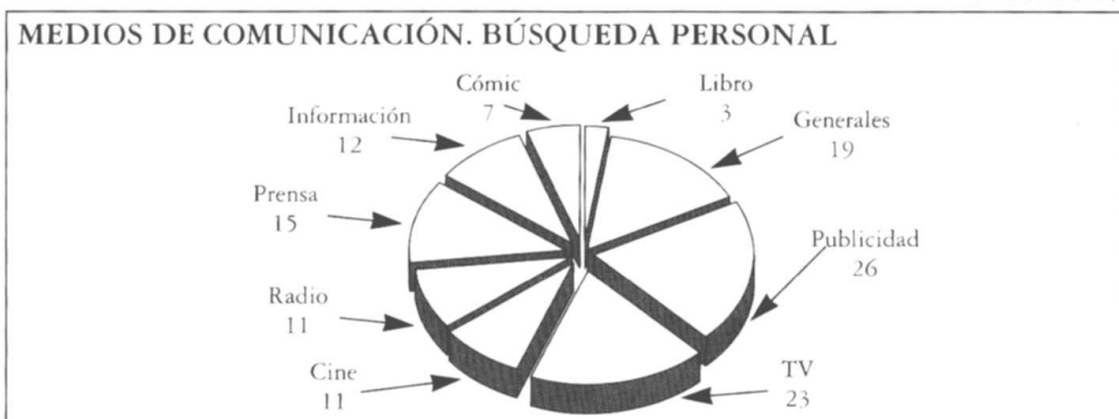 MEDIOS DE COMUNICACIÓN. BÚSQUEDA PERSONAL
Cómic
7
Libro
3
Información
12
Generales
19
Prensa
15
Publicidad
26
Radio
11
Cine
11
TV
23